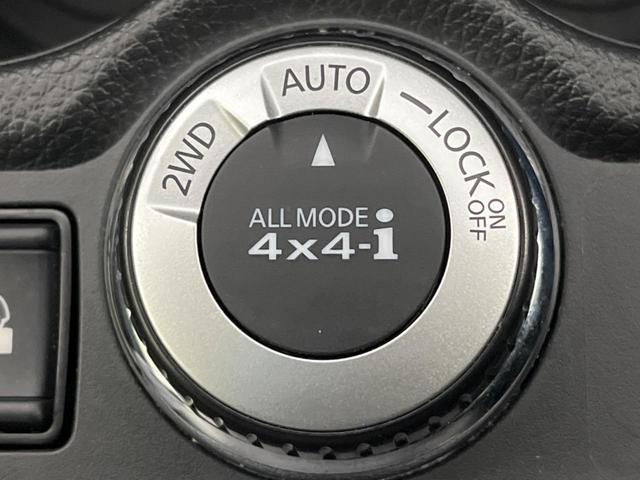 2WD
AUTO
LOCK
ON
OFF
ALL MODE
4x4-i